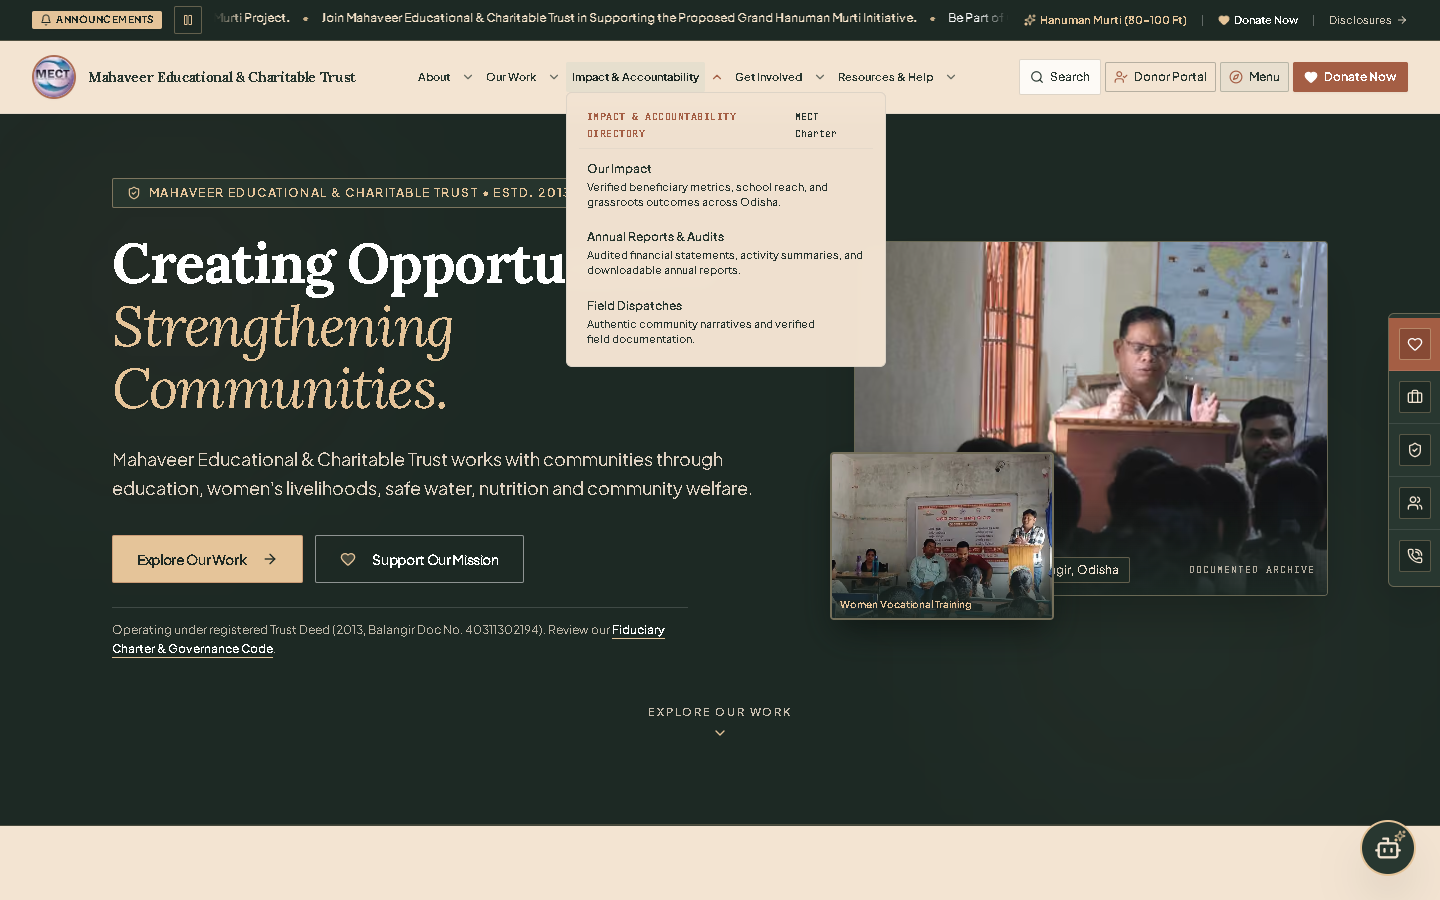 ANNOUNCEMENTS
Murti Project. • Join Mahaveer Educational & Charitable Trust in Supporting the Proposed Grand Hanuman Murti Initiative. • Be Part of
Hanuman Murti (80–100 Ft)
Donate Now
Disclosures
MECT
Mahaveer Educational & Charitable Trust
About
Our Work
Impact & Accountability
Get Involved
Resources & Help
Search
Donor Portal
Menu
Donate Now
IMPACT & ACCOUNTABILITY DIRECTORY
MECT Charter
Our Impact
Verified beneficiary metrics, school reach, and
grassroots outcomes across Odisha.
Annual Reports & Audits
Audited financial statements, activity summaries, and
downloadable annual reports.
Field Dispatches
Authentic community narratives and verified
field documentation.
MAHAVEER EDUCATIONAL & CHARITABLE TRUST • ESTD. 2013
Creating Opportu
Strengthening
Communities.
Mahaveer Educational & Charitable Trust works with communities through
education, women's livelihoods, safe water, nutrition and community welfare.
Explore Our Work
Support Our Mission
Operating under registered Trust Deed (2013, Balangir Doc No. 40311302194). Review our Fiduciary
Charter & Governance Code.
Women Vocational Training
ngir, Odisha
DOCUMENTED ARCHIVE
EXPLORE OUR WORK